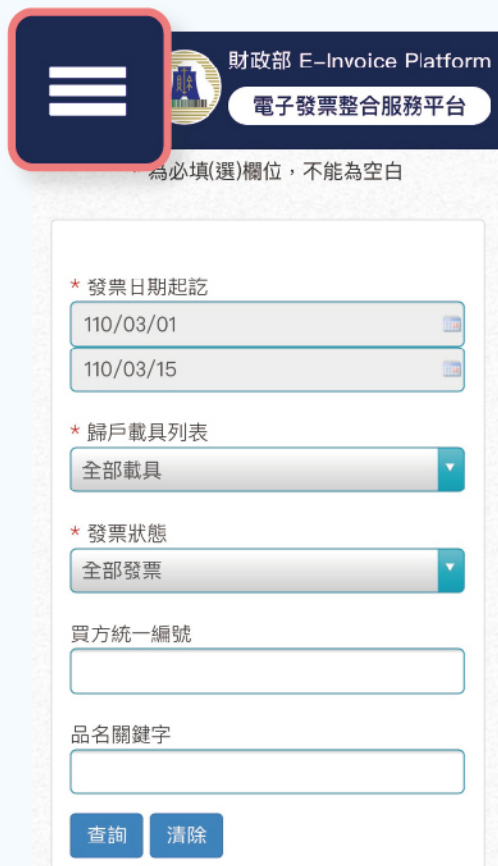 財政部 E-Invoice Platform
電子發票整合服務平台
為必填(選)欄位，不能為空白
* 發票日期起訖
110/03/01
110/03/15
* 歸戶載具列表
全部載具
* 發票狀態
全部發票
買方統一編號
品名關鍵字
查詢 清除